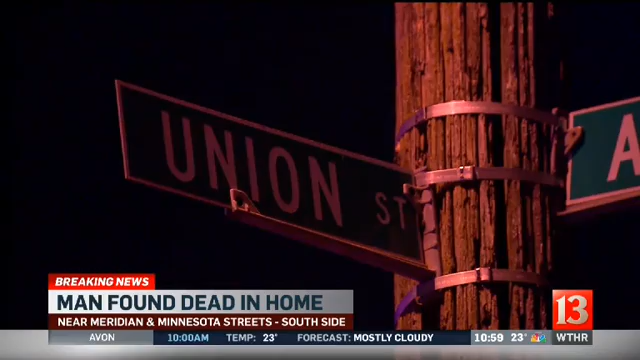 UNION ST
A
BREAKING NEWS
MAN FOUND DEAD IN HOME
NEAR MERIDIAN & MINNESOTA STREETS - SOUTH SIDE
13
AVON 10:00AM TEMP: 23° FORECAST: MOSTLY CLOUDY 10:59 23° WTHR